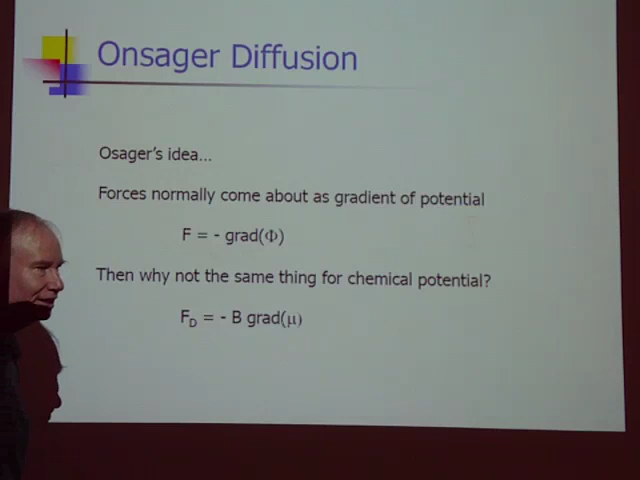 Onsager Diffusion
Osager's idea...
Forces normally come about as gradient of potential
F = - grad(Φ)
Then why not the same thing for chemical potential?
F_D = - B grad(μ)